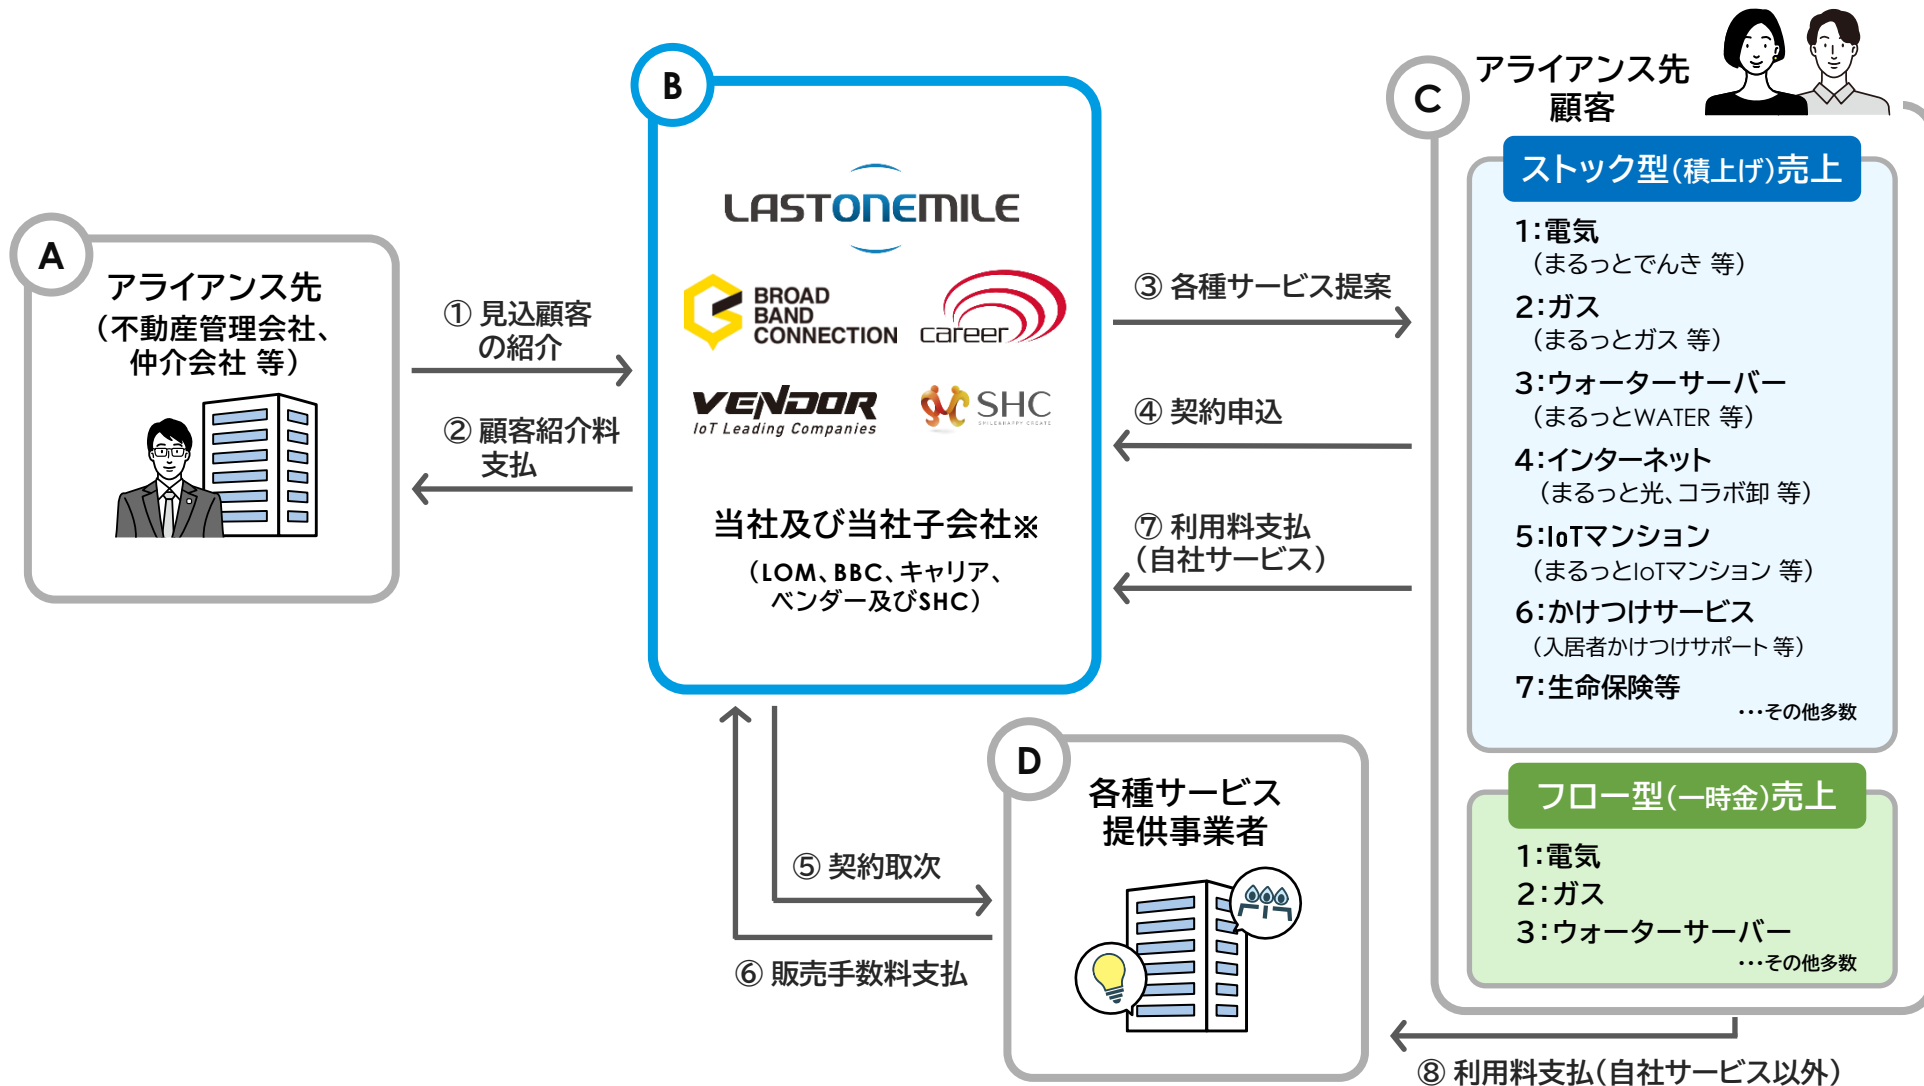 A
アライアンス先
(不動産管理会社、
仲介会社 等)
① 見込顧客
の紹介
② 顧客紹介料
支払
B
LASTONEMILE
BROAD
BAND
CONNECTION
career
VENDOR
IoT Leading Companies
SHC
SMILE&HAPPY CREATE
当社及び当社子会社※
(LOM、BBC、キャリア、
ベンダー及びSHC)
③ 各種サービス提案
④ 契約申込
⑦ 利用料支払
(自社サービス)
C
アライアンス先
顧客
ストック型(積上げ)売上
1:電気
(まるっとでんき 等)
2:ガス
(まるっとガス 等)
3:ウォーターサーバー
(まるっとWATER 等)
4:インターネット
(まるっと光、コラボ卸 等)
5:IoTマンション
(まるっとIoTマンション 等)
6:かけつけサービス
(入居者かけつけサポート 等)
7:生命保険等
…その他多数
フロー型(一時金)売上
1:電気
2:ガス
3:ウォーターサーバー
…その他多数
D
各種サービス
提供事業者
⑤ 契約取次
⑥ 販売手数料支払
⑧ 利用料支払(自社サービス以外)